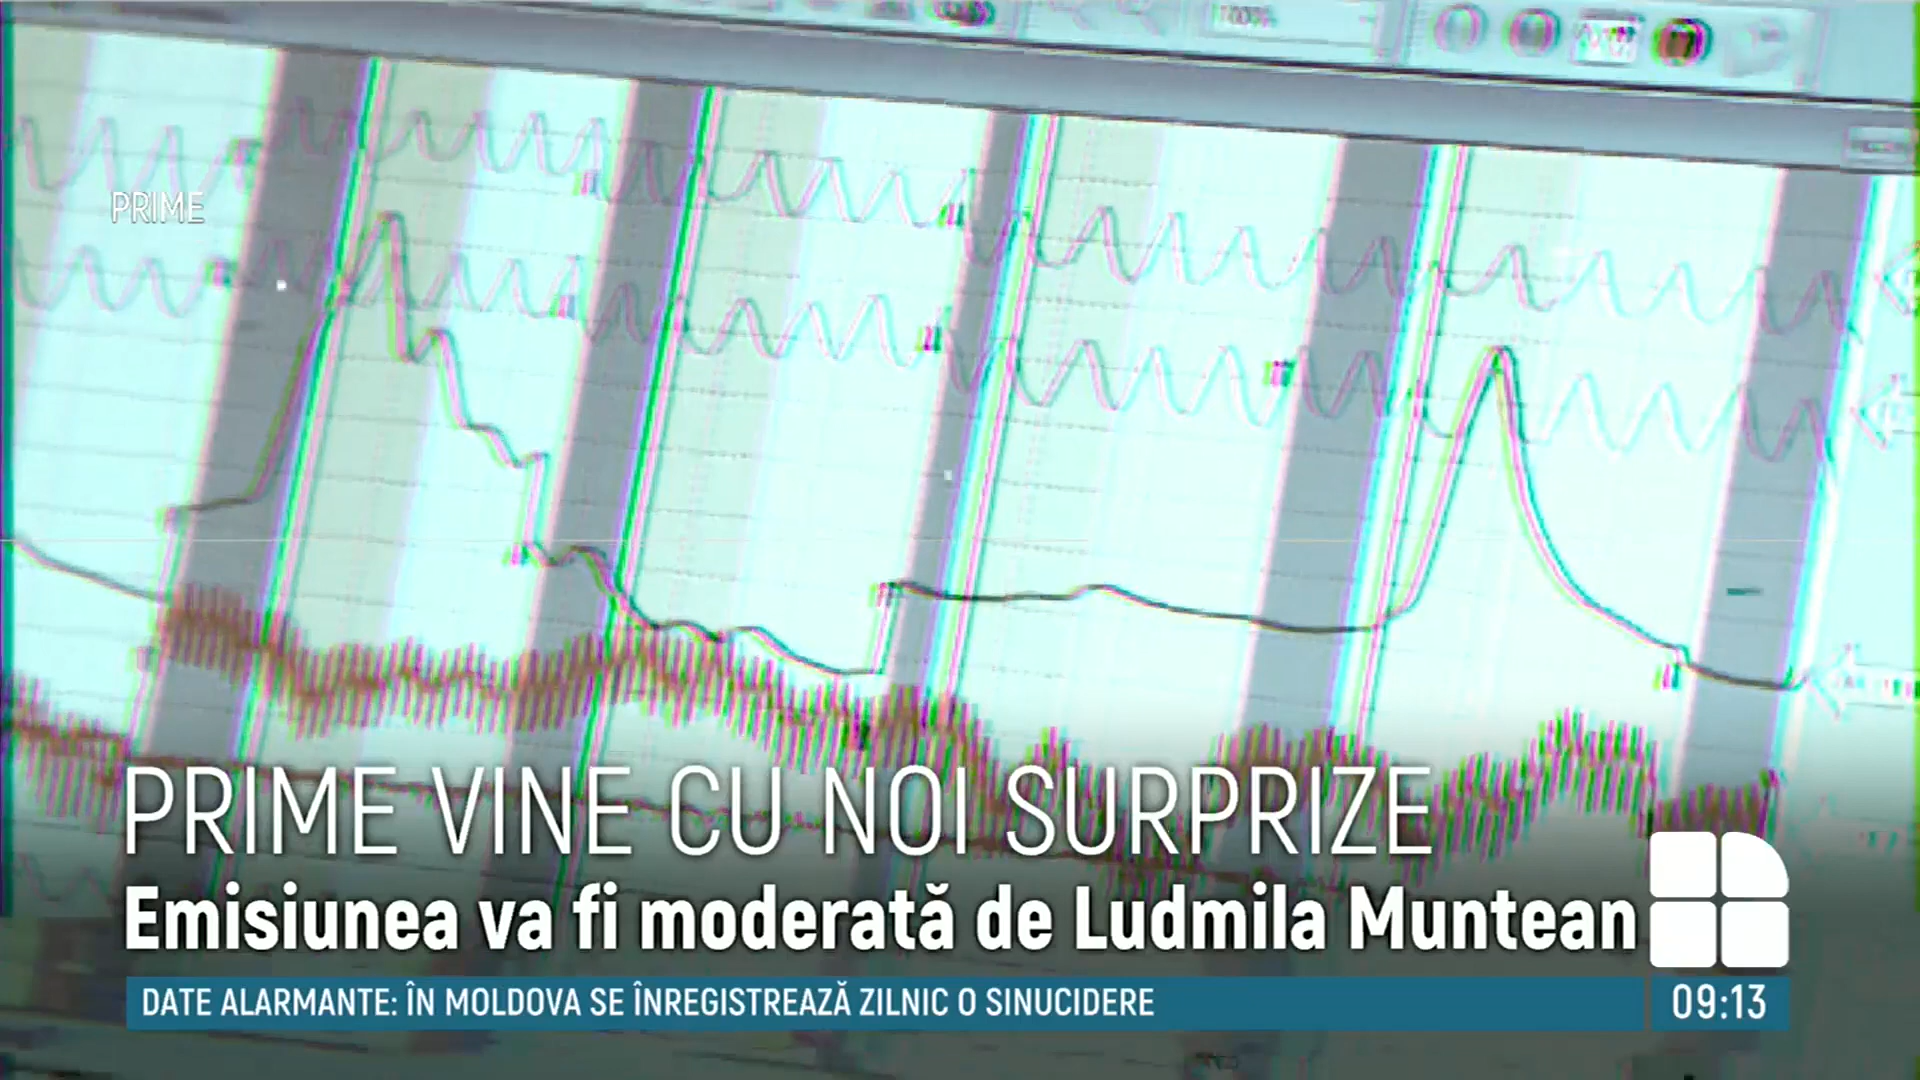 PRIME
PRIME VINE CU NOI SURPRIZE
Emisiunea va fi moderată de Ludmila Muntean
DATE ALARMANTE: ÎN MOLDOVA SE ÎNREGISTREAZĂ ZILNIC O SINUCIDERE
09:13